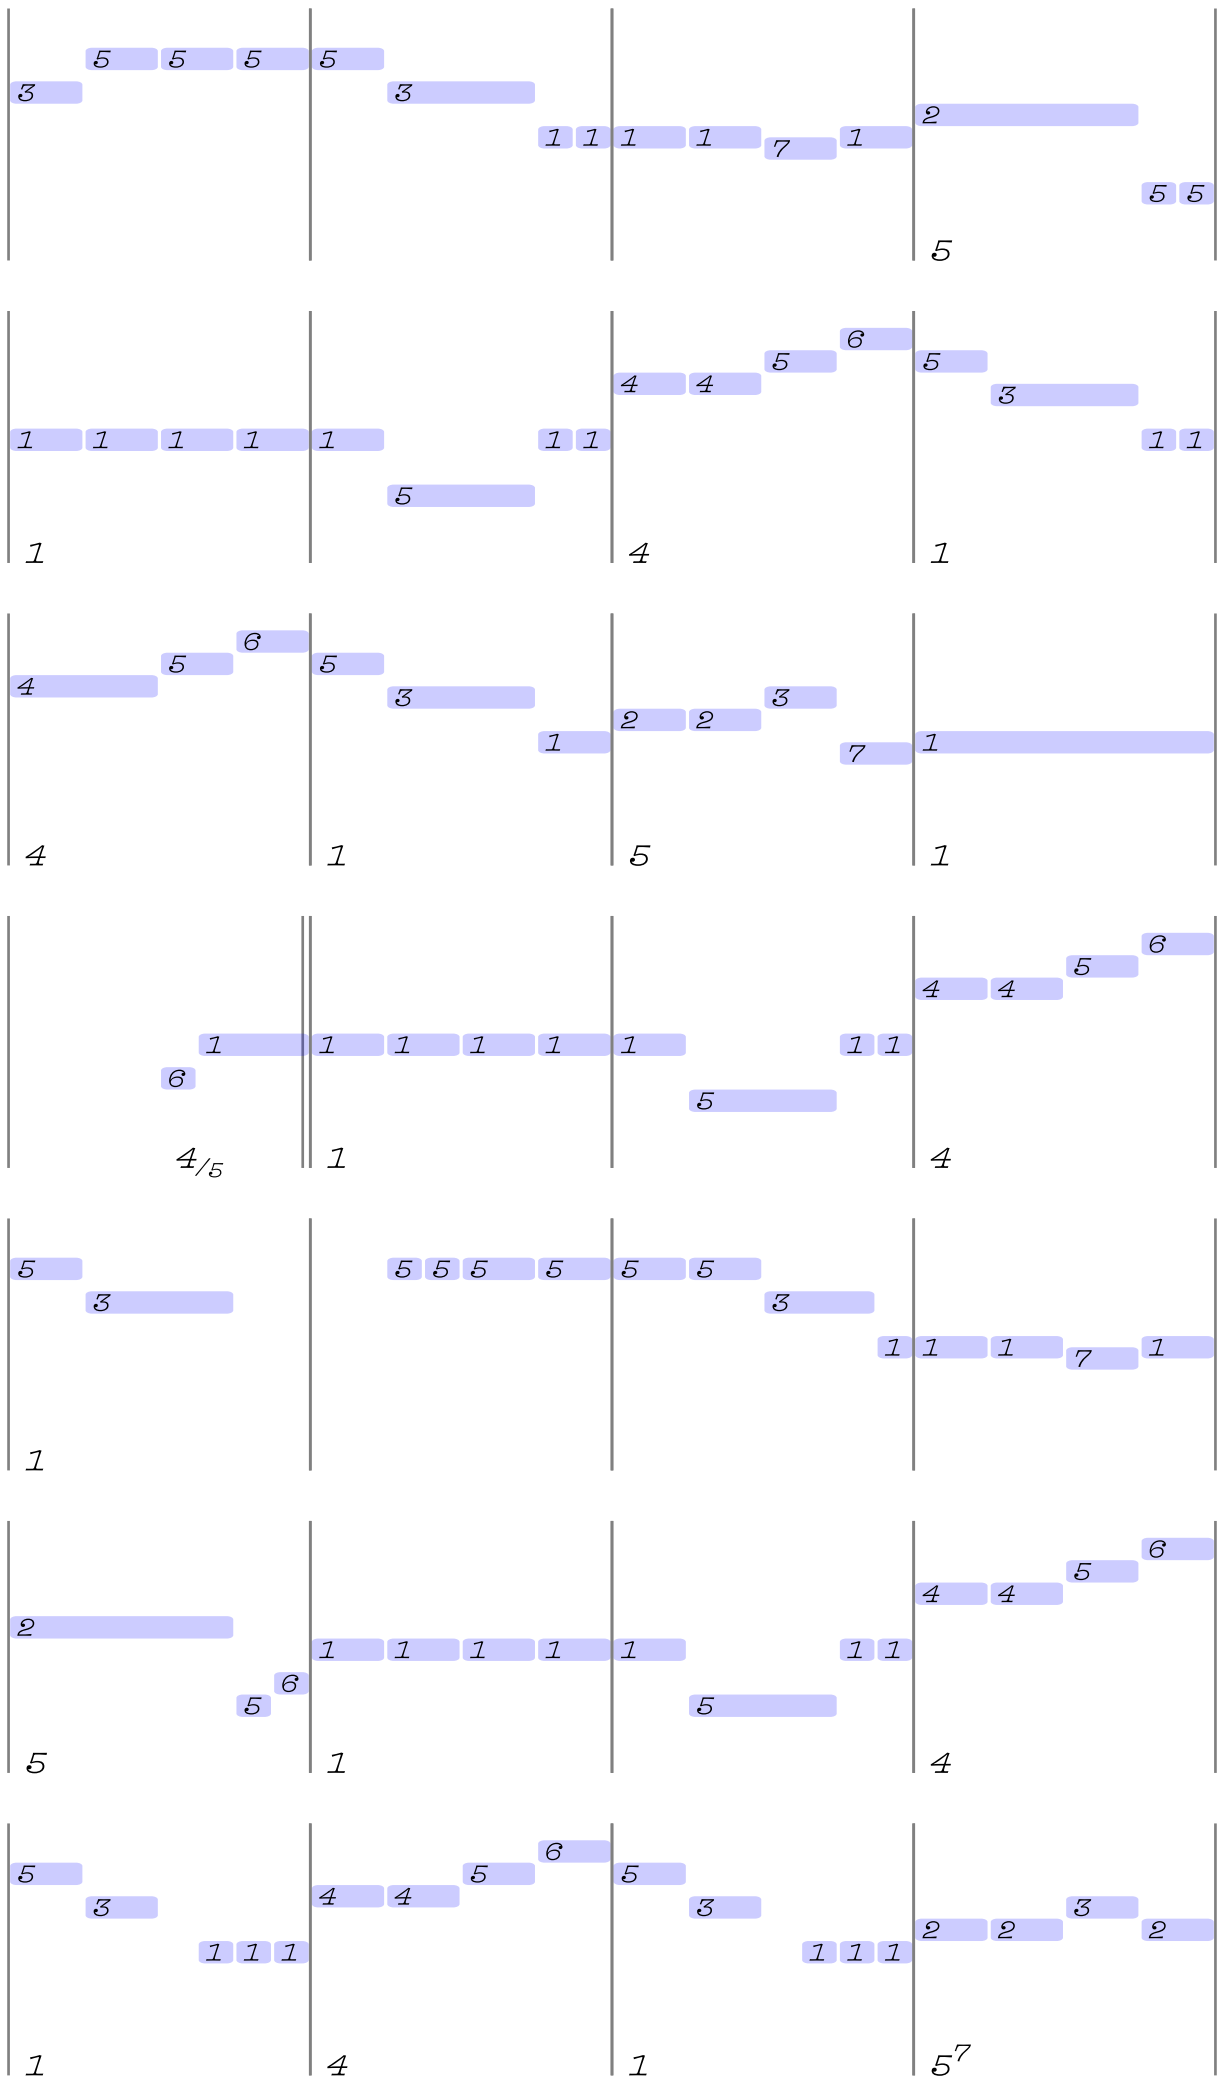 3 5 5 5 5 3 1 1 1 1 7 1 2 5 5
5
1 1 1 1 1 5 1 1 4 4 5 6 5 3 1 1
1 4 1
4 5 6 5 3 1 2 2 3 7 1
4 1 5 1
6 1 1 1 1 1 1 5 1 1 4 4 5 6
4/5 1 4
5 3 5 5 5 5 5 5 3 1 1 1 7 1
1
2 5 6 1 1 1 1 1 5 1 1 4 4 5 6
5 1 4
5 3 1 1 1 4 4 5 6 5 3 1 1 1 2 2 3 2
1 4 1 5⁷